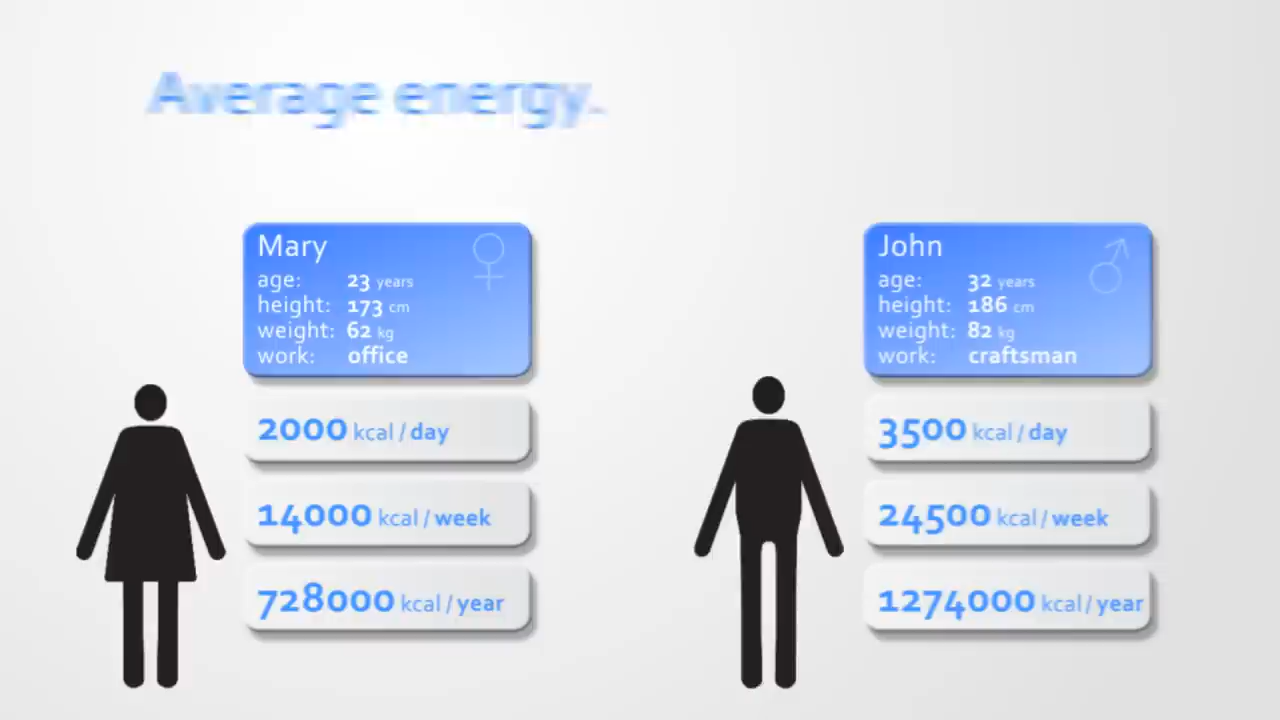 Average energy.
Mary
age: 23 years
height: 173 cm
weight: 62 kg
work: office
2000 kcal / day
14000 kcal / week
728000 kcal / year
John
age: 32 years
height: 186 cm
weight: 82 kg
work: craftsman
3500 kcal / day
24500 kcal / week
1274000 kcal / year